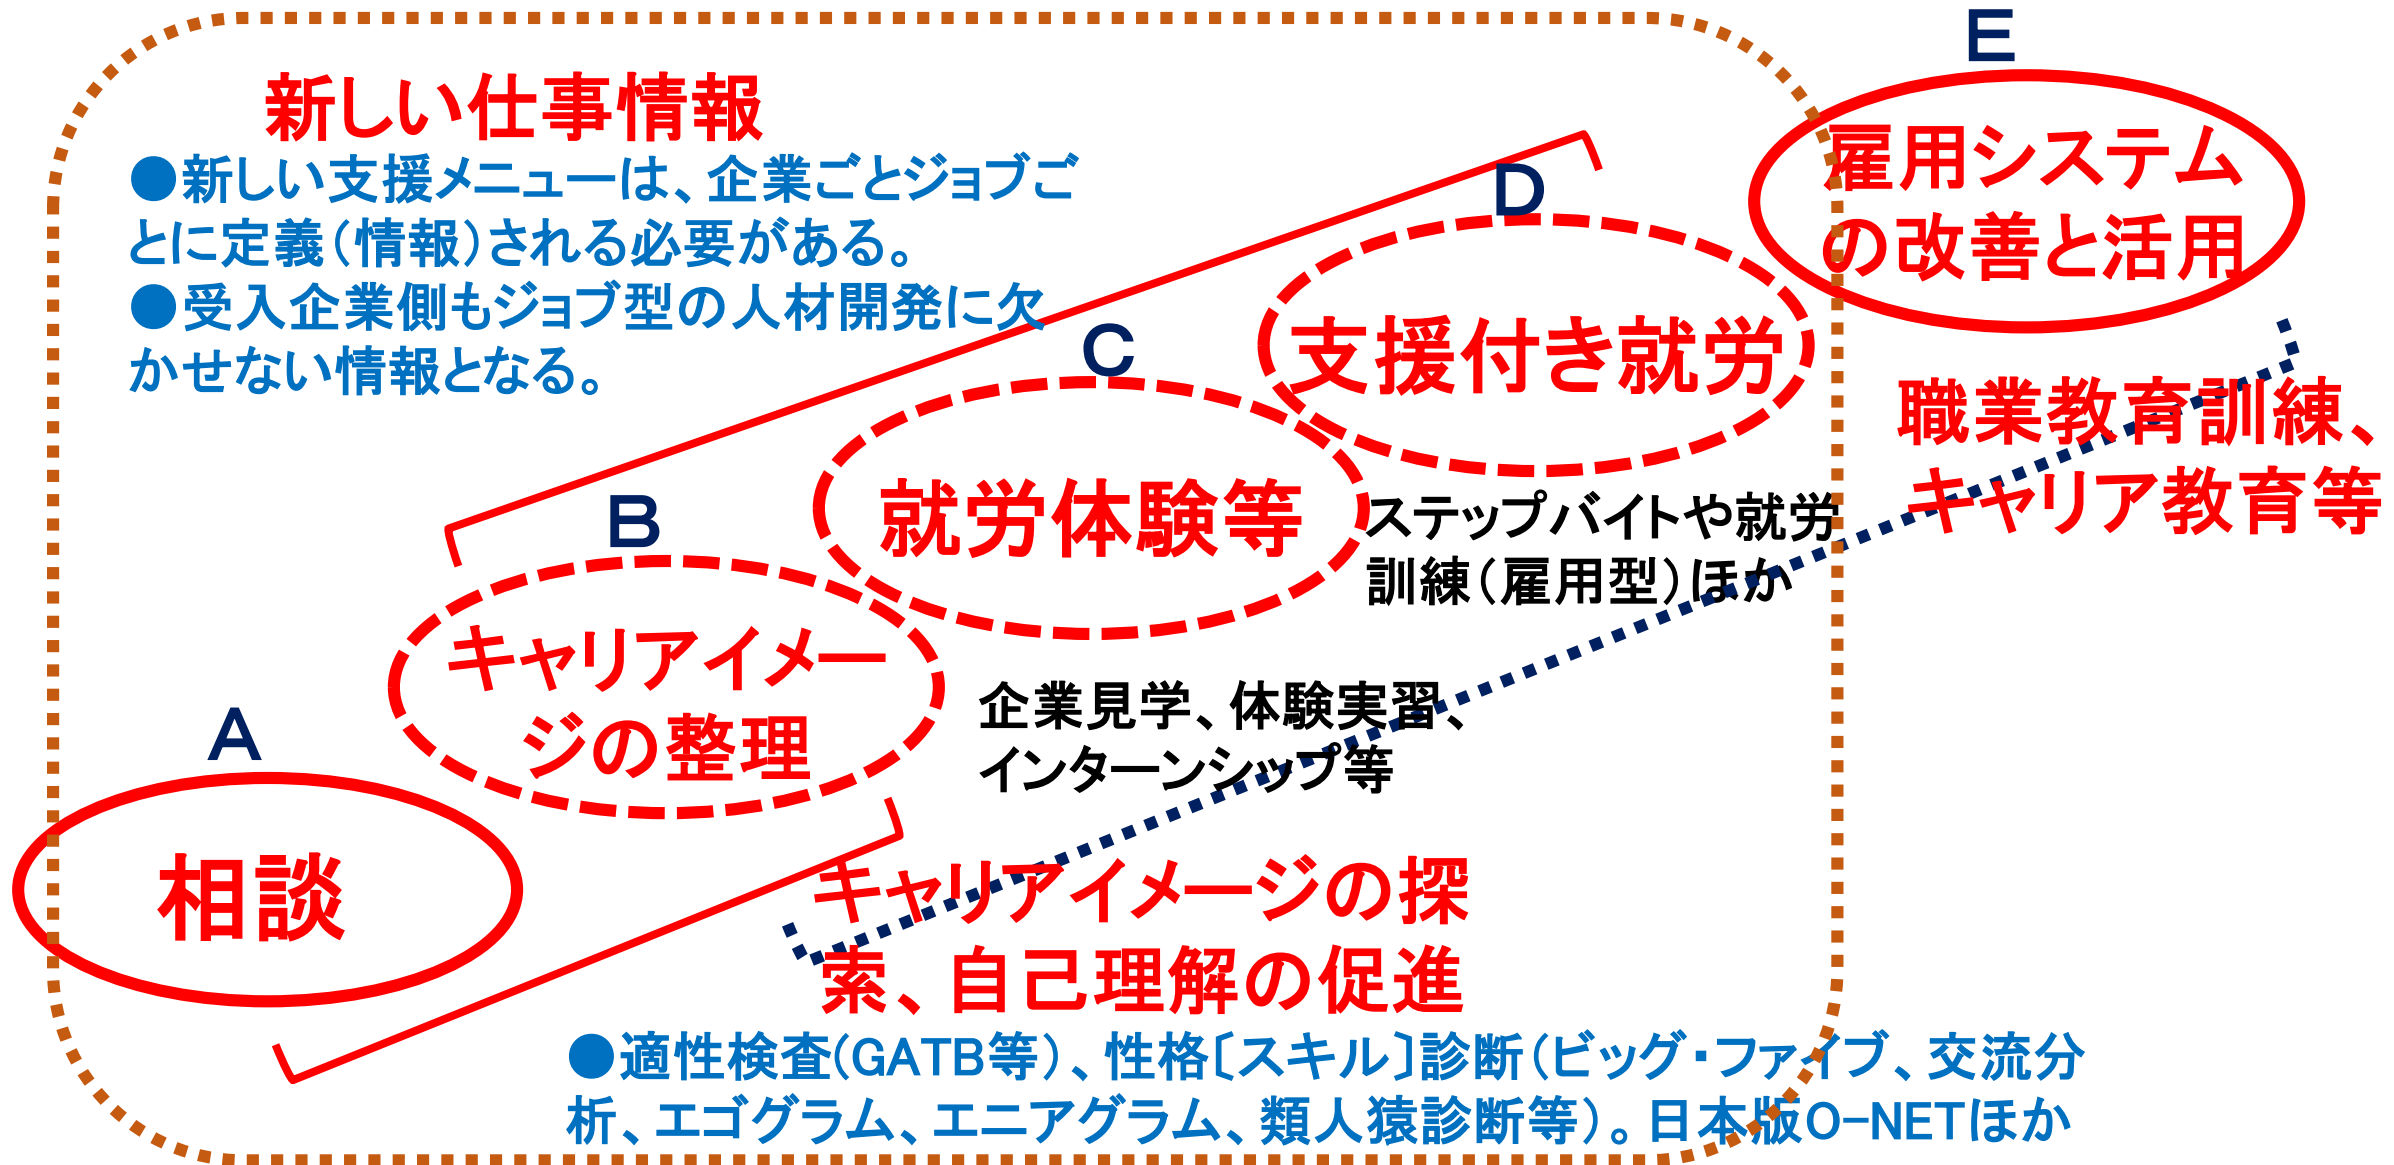 E
新しい仕事情報
●新しい支援メニューは、企業ごとジョブご
とに定義（情報）される必要がある。
●受入企業側もジョブ型の人材開発に欠
かせない情報となる。
雇用システム
の改善と活用
D
支援付き就労
C
就労体験等
職業教育訓練、
キャリア教育等
ステップバイトや就労
訓練（雇用型）ほか
B
キャリアイメー
ジの整理
企業見学、体験実習、
インターンシップ等
A
相談
キャリアイメージの探
索、自己理解の促進
●適性検査(GATB等）、性格〔スキル〕診断（ビッグ・ファイブ、交流分
析、エゴグラム、エニアグラム、類人猿診断等）。日本版O-NETほか